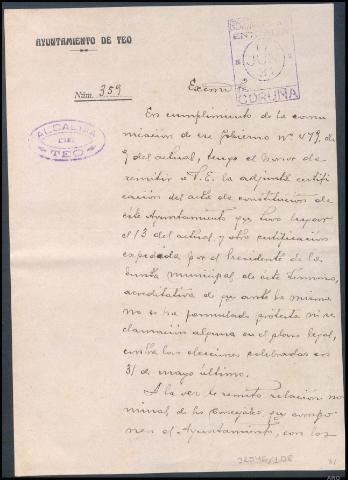 AYUNTAMIENTO DE TEO
ENTRADA
JUN
CORUÑA
Núm. 359
Excmo
ALCALDIA
DE
TEO
En cumplimiento de la comu-
nicación de ese Gobierno nº 479, de
9 del actual, tengo el honor de
remitir a V.E. la adjunta certifi-
cación del acta de constitución de
este Ayuntamiento que tuvo lugar
el 13 del actual y otra certificación
expedida por el Presidente de la
Junta municipal de este término,
acreditativa de que ante la misma
no se ha formulado protesta ni re-
clamación alguna en el plazo legal,
contra las elecciones celebradas en
31 de mayo último.
A la vez le remito relación no-
minal de los Concejales que compo-
nen el Ayuntamiento, con los